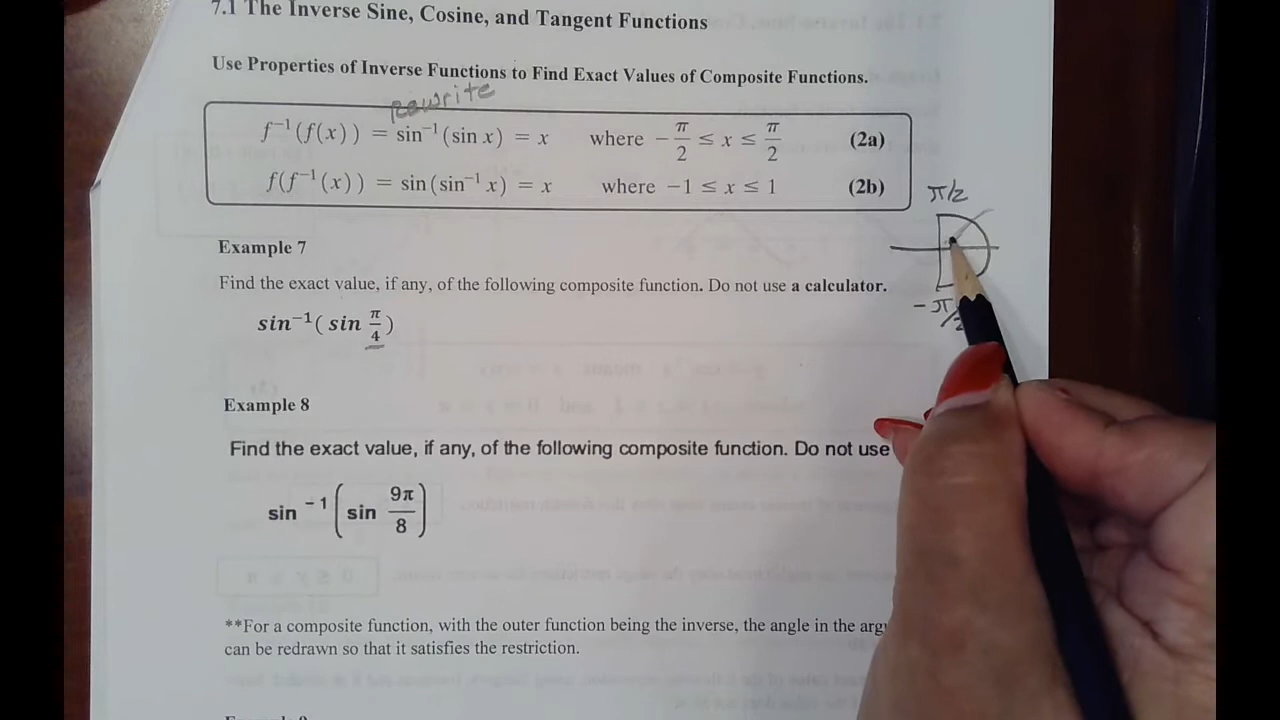 7.1 The Inverse Sine, Cosine, and Tangent Functions
Use Properties of Inverse Functions to Find Exact Values of Composite Functions.
rewrite
f⁻¹(f(x)) = sin⁻¹(sin x) = x where −π/2 ≤ x ≤ π/2 (2a)
f(f⁻¹(x)) = sin(sin⁻¹ x) = x where −1 ≤ x ≤ 1 (2b)
π/2
Example 7
Find the exact value, if any, of the following composite function. Do not use a calculator.
-π/2
sin⁻¹( sin π/4 )
Example 8
Find the exact value, if any, of the following composite function. Do not use
sin⁻¹( sin 9π/8 )
**For a composite function, with the outer function being the inverse, the angle in the
can be redrawn so that it satisfies the restriction.